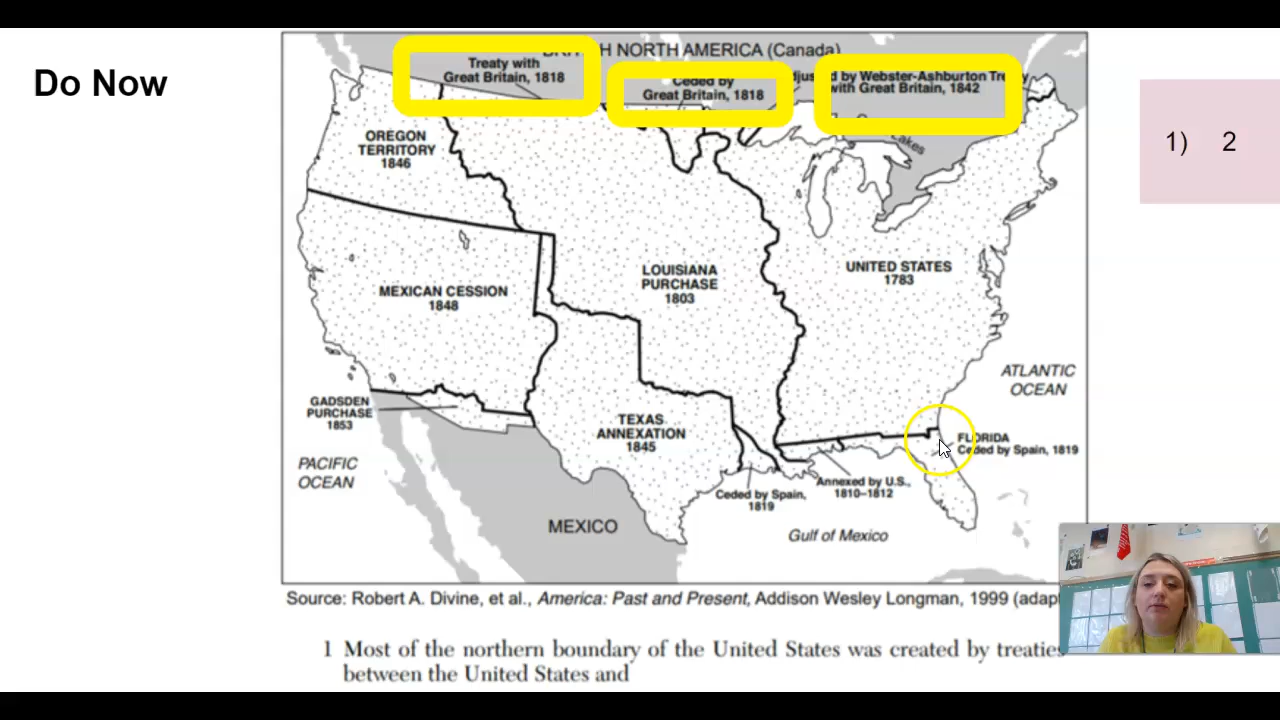 Do Now
NORTH AMERICA (Canada)
Treaty with
Great Britain, 1818
Ceded by
Great Britain, 1818
by Webster-Ashburton
with Great Britain, 1842
Lakes
1) 2
OREGON
TERRITORY
1846
LOUISIANA
PURCHASE
1803
UNITED STATES
1783
MEXICAN CESSION
1848
ATLANTIC
OCEAN
GADSDEN
PURCHASE
1853
TEXAS
ANNEXATION
1845
FLORIDA
Ceded by Spain, 1819
PACIFIC
OCEAN
Ceded by Spain,
1819
Annexed by U.S.,
1810–1812
MEXICO
Gulf of Mexico
Source: Robert A. Divine, et al., America: Past and Present, Addison Wesley Longman, 1999
1 Most of the northern boundary of the United States was created by treaties
between the United States and